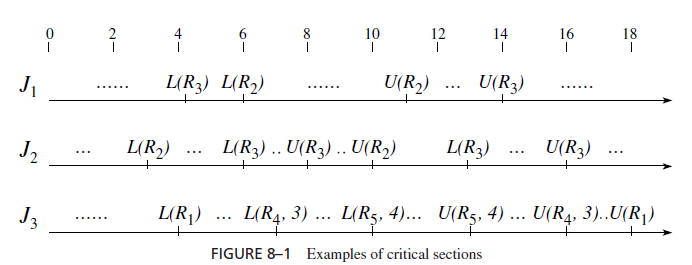 0 2 4 6 8 10 12 14 16 18
J1 ...... L(R3) L(R2) ...... U(R2) ... U(R3) ......
J2 ... L(R2) ... L(R3) .. U(R3) .. U(R2) L(R3) ... U(R3) ...
J3 ...... L(R1) ... L(R4, 3) ... L(R5, 4)... U(R5, 4) ... U(R4, 3)..U(R1)
FIGURE 8–1 Examples of critical sections